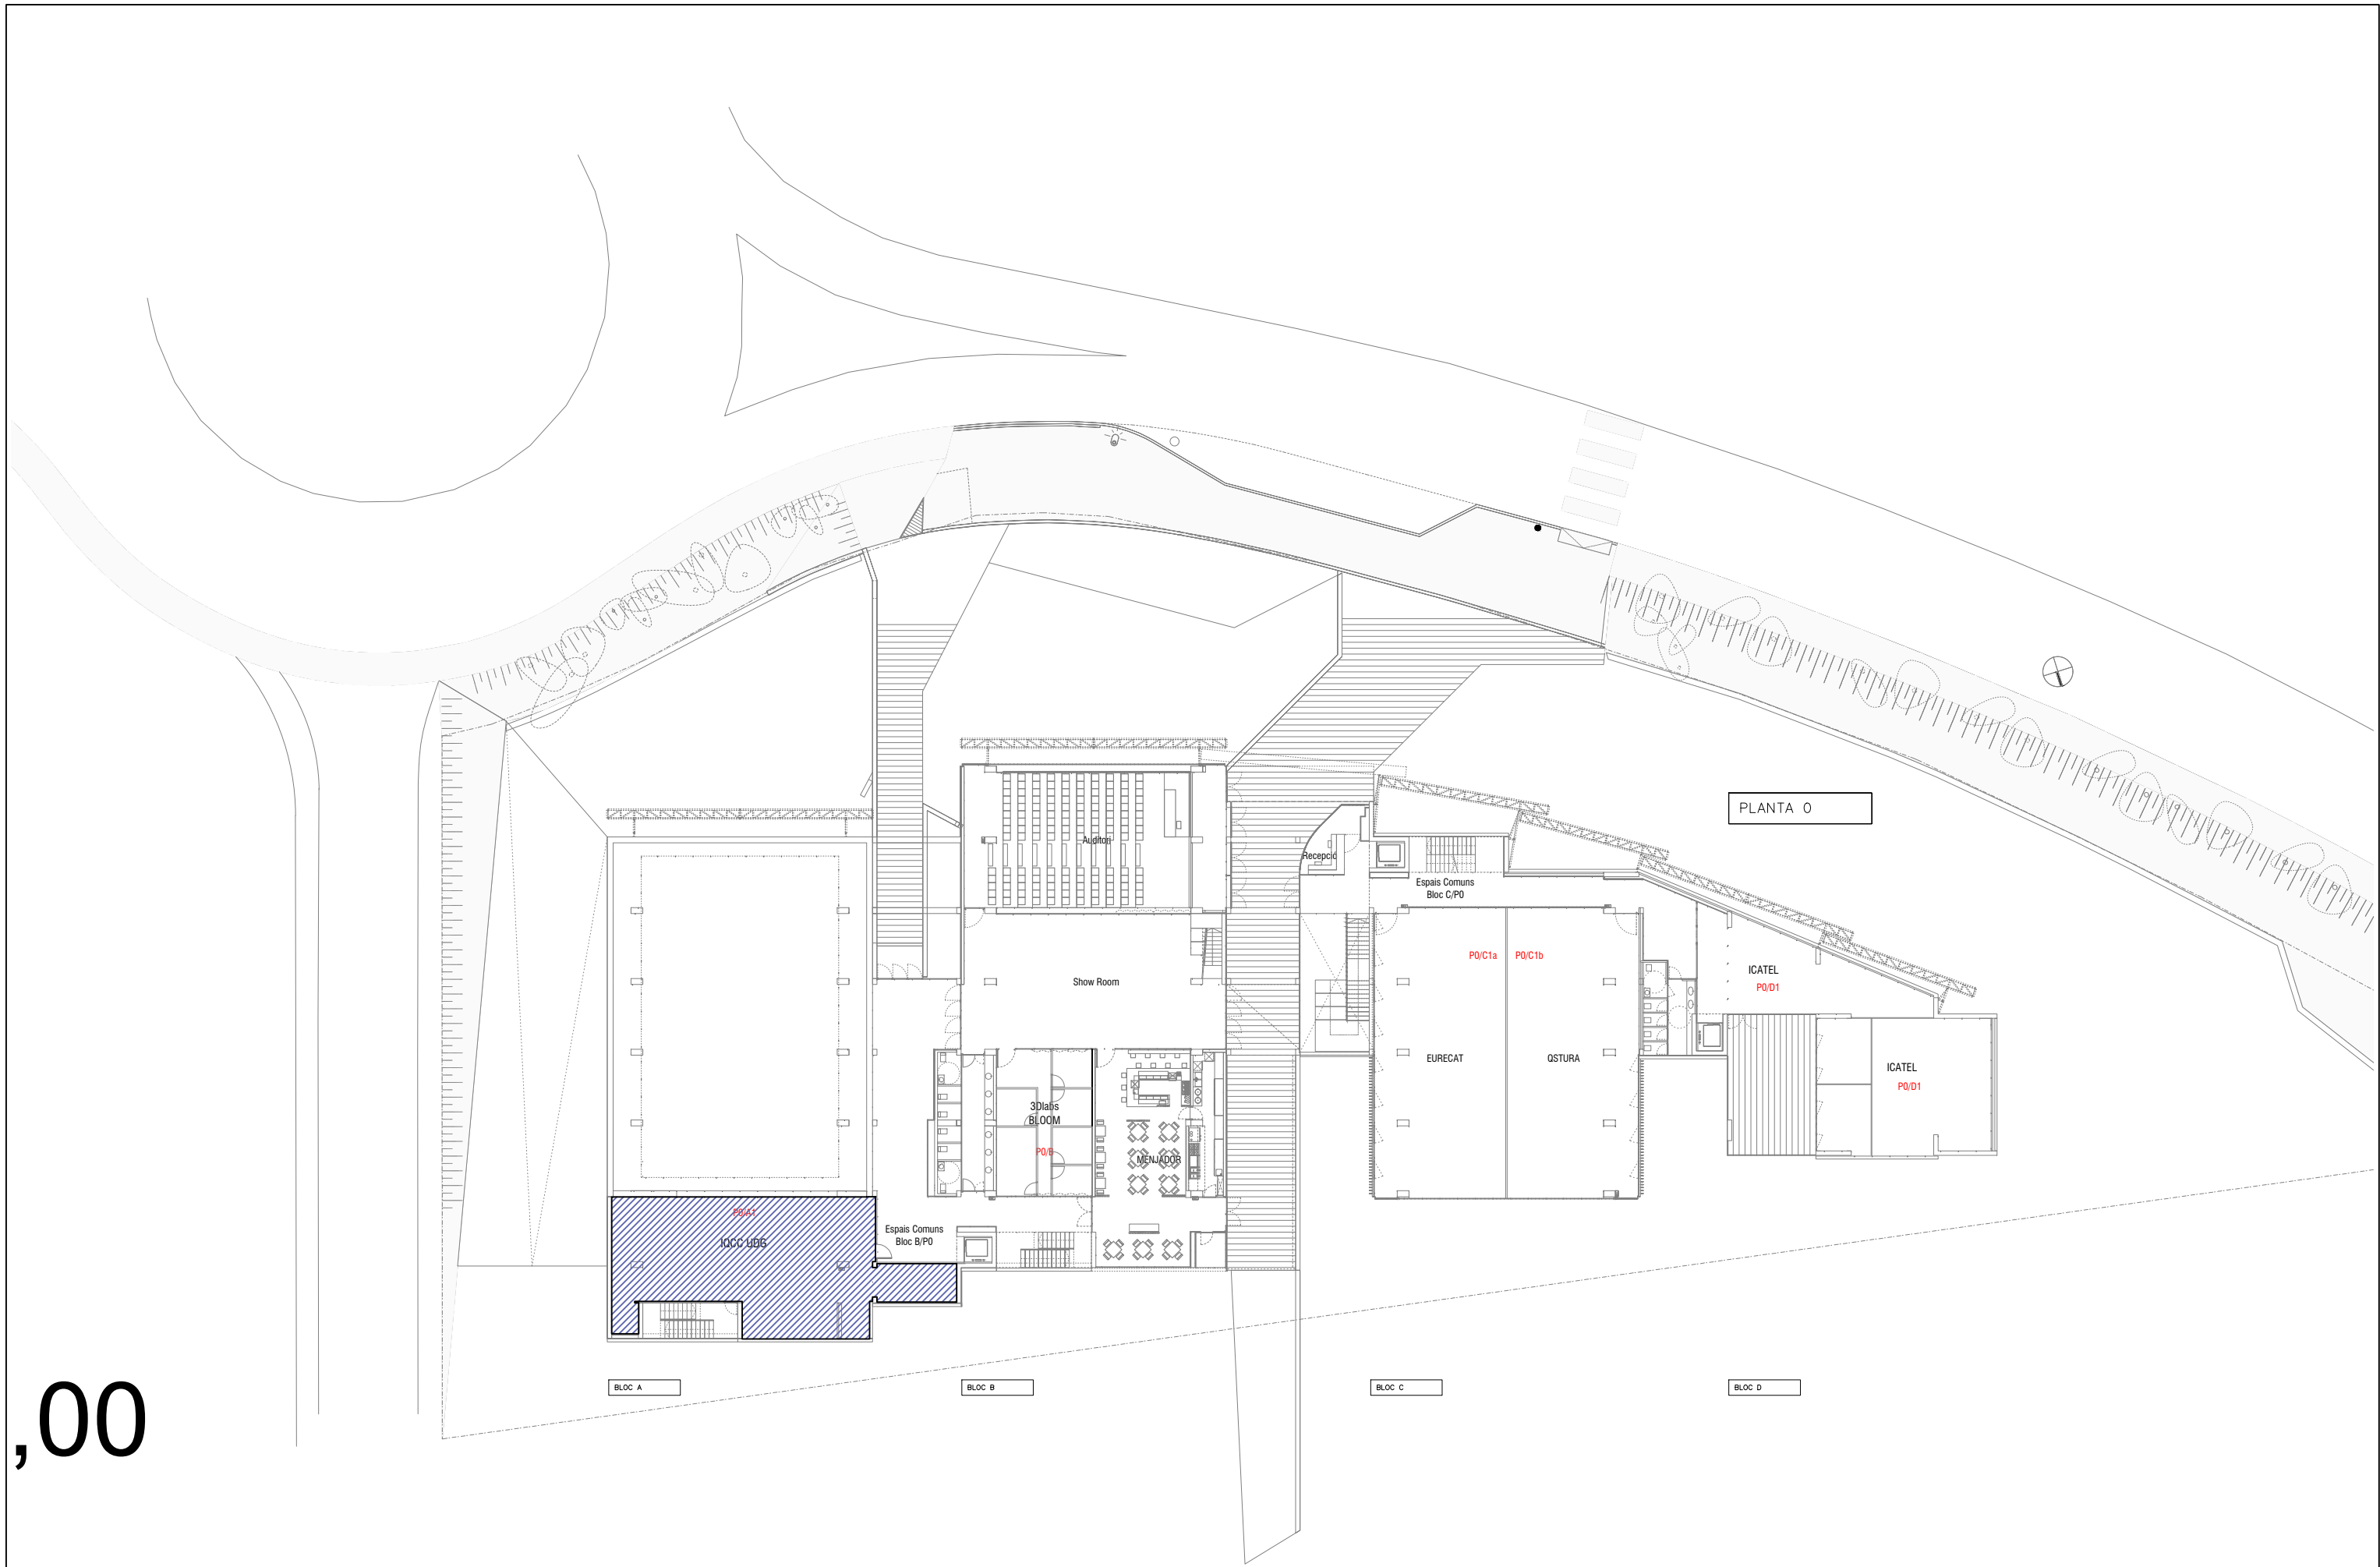 PLANTA 0
Auditori
Recepció
Espais Comuns
Bloc C/P0
P0/C1a
P0/C1b
ICATEL
P0/D1
Show Room
EURECAT
QSTURA
ICATEL
P0/D1
3Dlabs
BLOOM
P0/B
MENJADOR
P0/A1
IQCC UDG
Espais Comuns
Bloc B/P0
BLOC A
BLOC B
BLOC C
BLOC D
,00